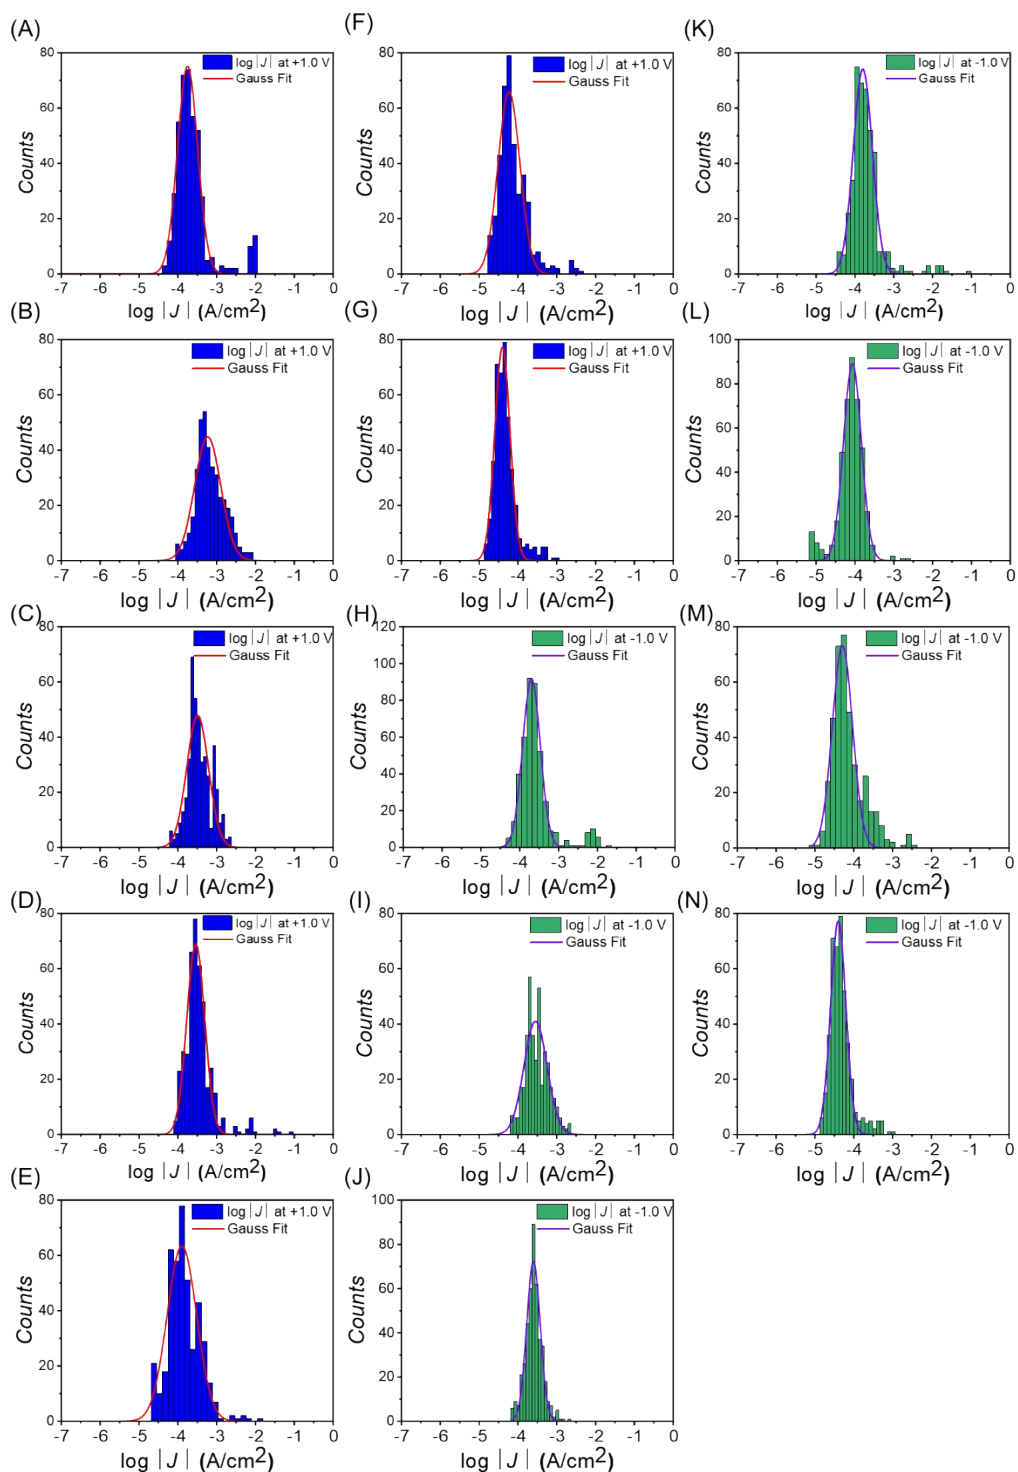 (A)
80
60
40
20
0
Counts
log |J| at +1.0 V
Gauss Fit
-7 -6 -5 -4 -3 -2 -1 0
log |J| (A/cm2)
(B)
80
60
40
20
0
Counts
log |J| at +1.0 V
Gauss Fit
-7 -6 -5 -4 -3 -2 -1 0
log |J| (A/cm2)
(C)
80
60
40
20
0
Counts
log |J| at +1.0 V
Gauss Fit
-7 -6 -5 -4 -3 -2 -1 0
log |J| (A/cm2)
(D)
80
60
40
20
0
Counts
log |J| at +1.0 V
Gauss Fit
-7 -6 -5 -4 -3 -2 -1 0
log |J| (A/cm2)
(E)
80
60
40
20
0
Counts
log |J| at +1.0 V
Gauss Fit
-7 -6 -5 -4 -3 -2 -1 0
log |J| (A/cm2)
(F)
80
60
40
20
0
Counts
log |J| at +1.0 V
Gauss Fit
-7 -6 -5 -4 -3 -2 -1 0
log |J| (A/cm2)
(G)
80
60
40
20
0
Counts
log |J| at +1.0 V
Gauss Fit
-7 -6 -5 -4 -3 -2 -1 0
log |J| (A/cm2)
(H)
120
100
80
60
40
20
0
Counts
log |J| at -1.0 V
Gauss Fit
-7 -6 -5 -4 -3 -2 -1 0
log |J| (A/cm2)
(I)
80
60
40
20
0
Counts
log |J| at -1.0 V
Gauss Fit
-7 -6 -5 -4 -3 -2 -1 0
log |J| (A/cm2)
(J)
100
80
60
40
20
0
Counts
log |J| at -1.0 V
Gauss Fit
-7 -6 -5 -4 -3 -2 -1 0
log |J| (A/cm2)
(K)
80
60
40
20
0
Counts
log |J| at -1.0 V
Gauss Fit
-7 -6 -5 -4 -3 -2 -1 0
log |J| (A/cm2)
(L)
100
80
60
40
20
0
Counts
log |J| at -1.0 V
Gauss Fit
-7 -6 -5 -4 -3 -2 -1 0
log |J| (A/cm2)
(M)
80
60
40
20
0
Counts
log |J| at -1.0 V
Gauss Fit
-7 -6 -5 -4 -3 -2 -1 0
log |J| (A/cm2)
(N)
80
60
40
20
0
Counts
log |J| at -1.0 V
Gauss Fit
-7 -6 -5 -4 -3 -2 -1 0
log |J| (A/cm2)